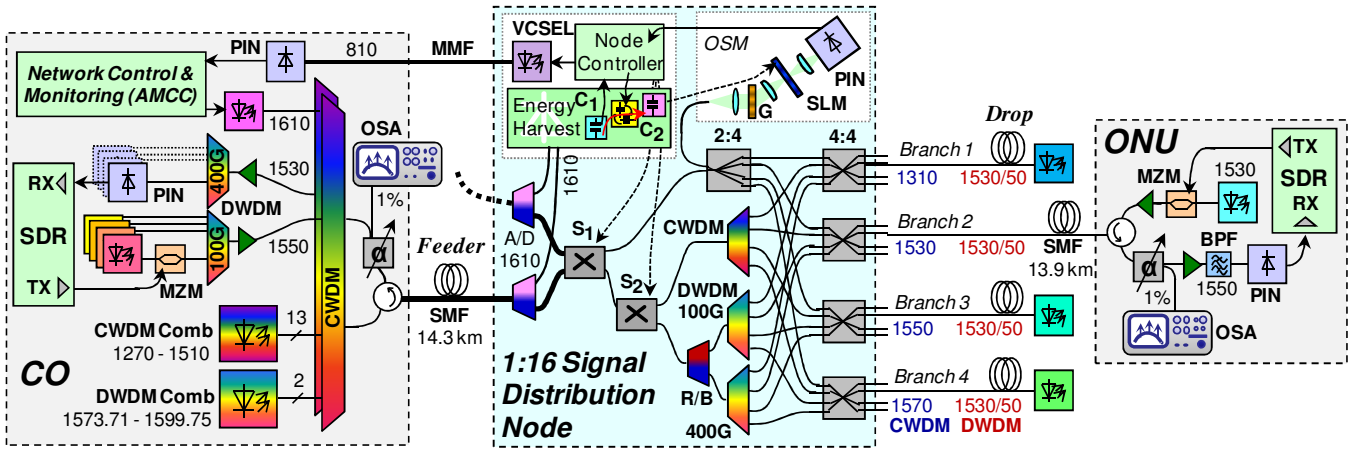 PIN
810
MMF
Network Control &
Monitoring (AMCC)
1610
OSA
RX
PIN
400G
1530
DWDM
1%
SDR
100G
1550
TX
MZM
CWDM
α
CWDM Comb
1270 - 1510
13
DWDM Comb
1573.71 - 1599.75
2
CO
Feeder
SMF
14.3 km
VCSEL
Node
Controller
Energy
Harvest
C1
C2
OSM
PIN
SLM
G
1610
A/D
1610
S1
S2
2:4
4:4
CWDM
DWDM
100G
R/B
400G
1:16 Signal
Distribution
Node
Drop
Branch 1
1310
1530/50
Branch 2
1530
1530/50
SMF
13.9 km
Branch 3
1550
1530/50
Branch 4
1570
1530/50
CWDM
DWDM
ONU
TX
SDR
RX
MZM
1530
BPF
α
1550
PIN
1%
OSA